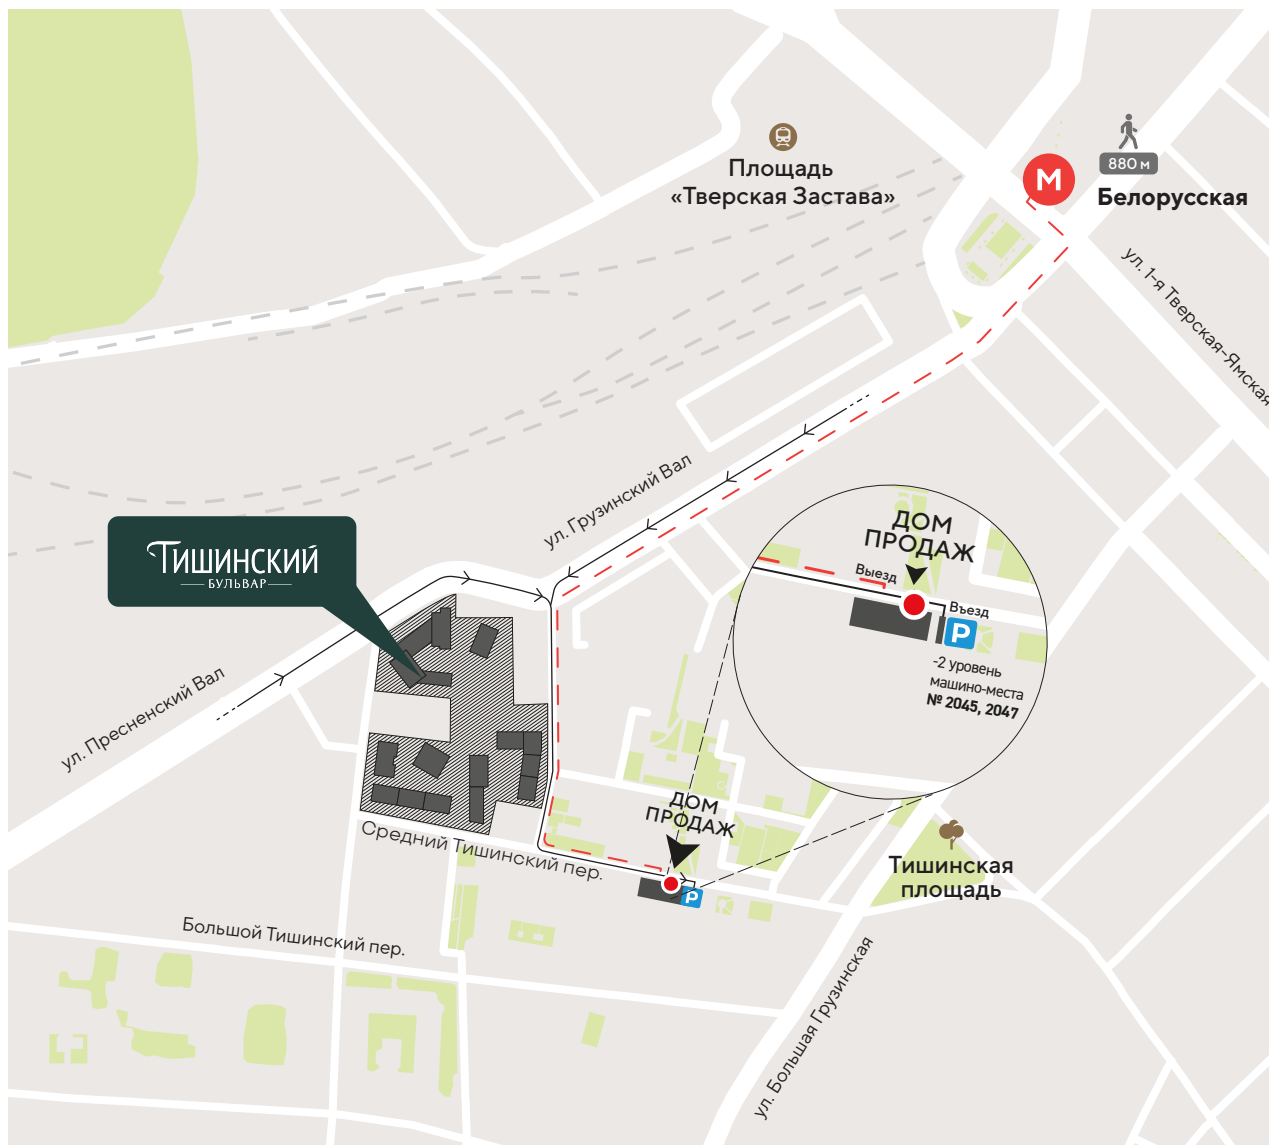 880 м
Площадь
«Тверская Застава»
М
Белорусская
ул. 1-я Тверская-Ямская
ул. Грузинский Вал
ТИШИНСКИЙ
БУЛЬВАР
ДОМ
ПРОДАЖ
Выезд
Въезд
P
-2 уровень
машино-места
№ 2045, 2047
ул. Пресненский Вал
ДОМ
ПРОДАЖ
Средний Тишинский пер.
P
Тишинская
площадь
Большой Тишинский пер.
ул. Большая Грузинская